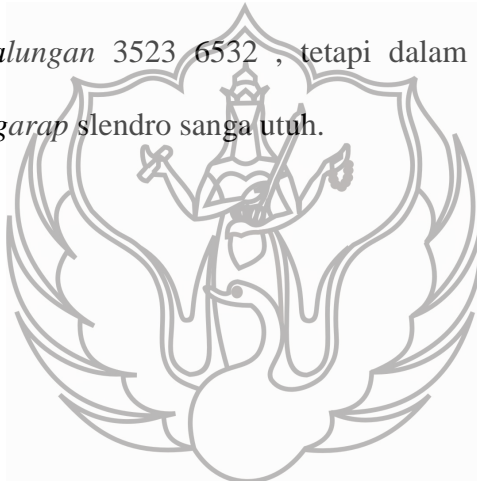 alungan 3523 6532 , tetapi dalam
garap slendro sanga utuh.